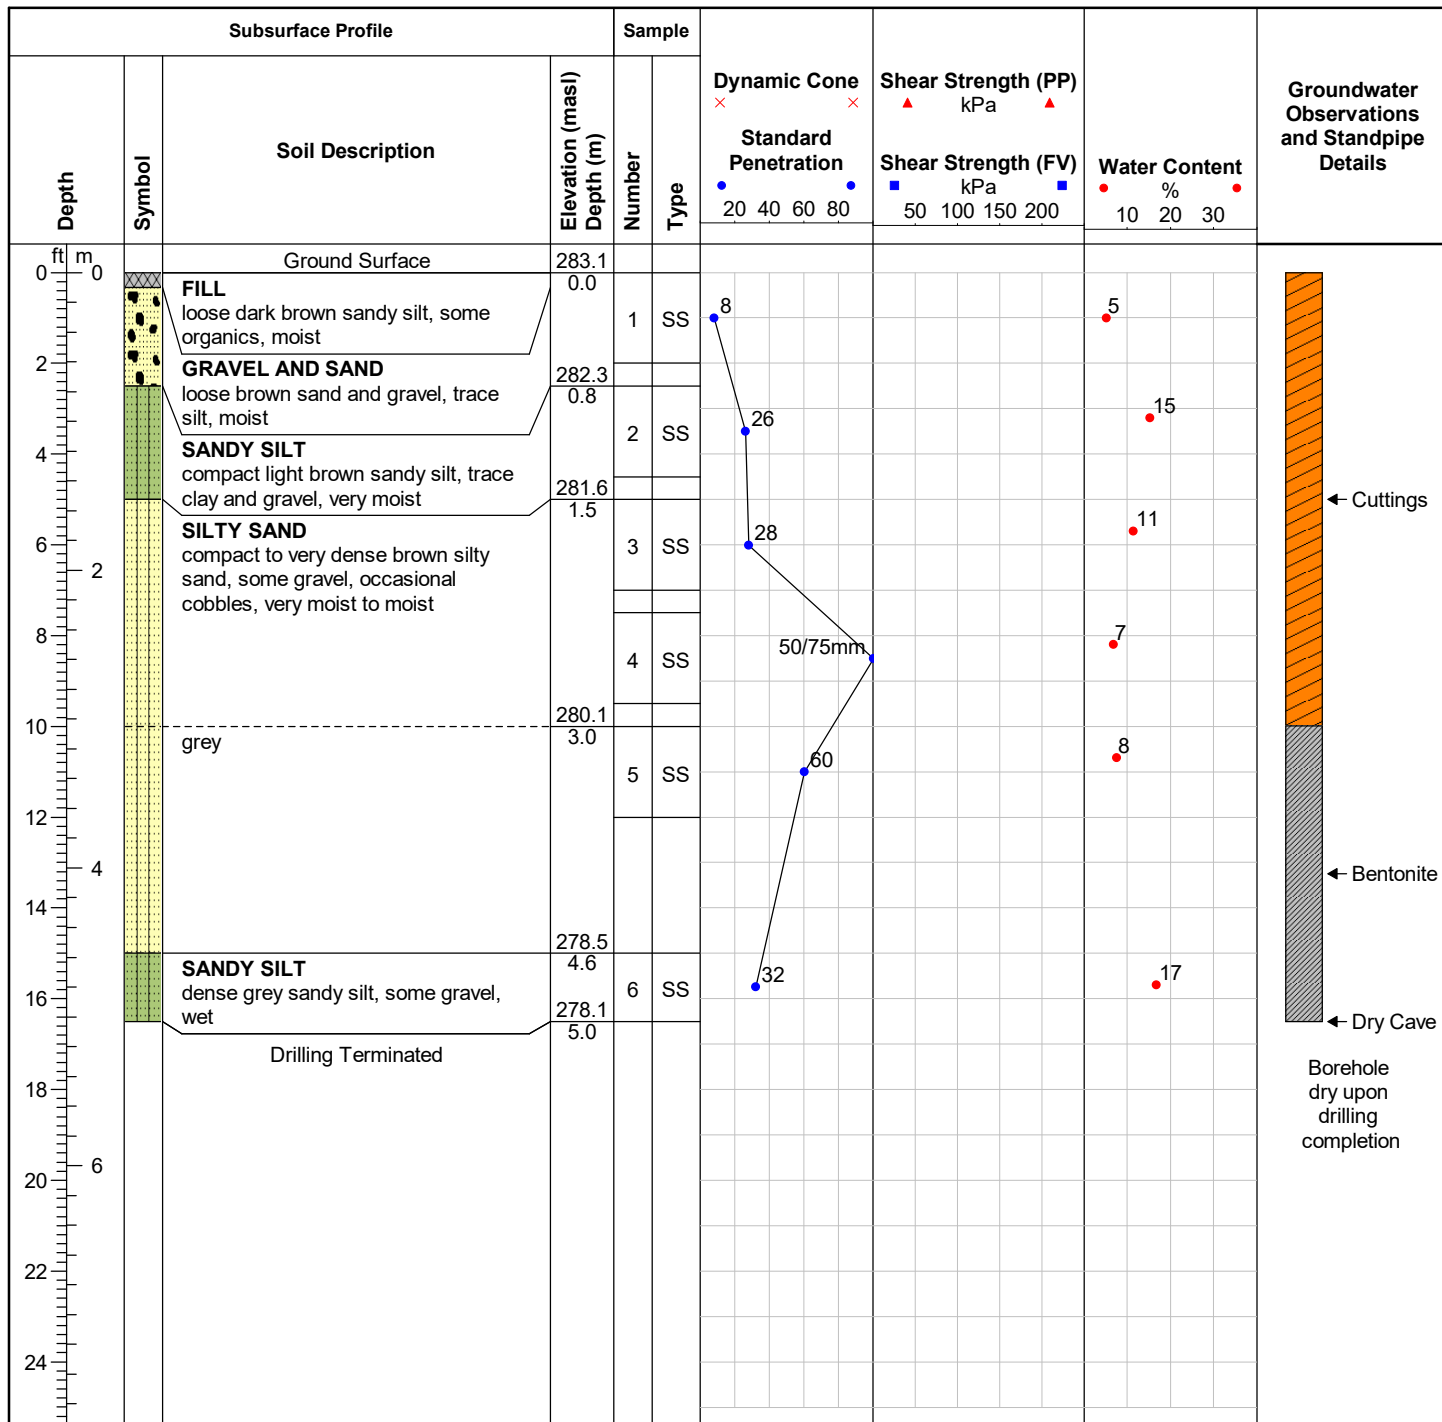 Subsurface Profile
Sample
Depth
Symbol
Soil Description
Elevation (masl)
Depth (m)
Number
Type
Dynamic Cone
Standard
Penetration
20 40 60 80
Shear Strength (PP)
kPa
Shear Strength (FV)
kPa
50 100 150 200
Water Content
%
10 20 30
Groundwater
Observations
and Standpipe
Details
ft m
0 0
2
4
6
2
8
10
12
4
14
16
18
6
20
22
24
Ground Surface
283.1
0.0
FILL
loose dark brown sandy silt, some
organics, moist
1 SS
8
5
GRAVEL AND SAND
loose brown sand and gravel, trace
silt, moist
282.3
0.8
2 SS
26
15
SANDY SILT
compact light brown sandy silt, trace
clay and gravel, very moist
281.6
1.5
Cuttings
SILTY SAND
compact to very dense brown silty
sand, some gravel, occasional
cobbles, very moist to moist
3 SS
28
11
4 SS
50/75mm
7
280.1
3.0
grey
5 SS
60
8
Bentonite
278.5
4.6
SANDY SILT
dense grey sandy silt, some gravel,
wet
6 SS
32
17
278.1
5.0
Dry Cave
Drilling Terminated
Borehole
dry upon
drilling
completion